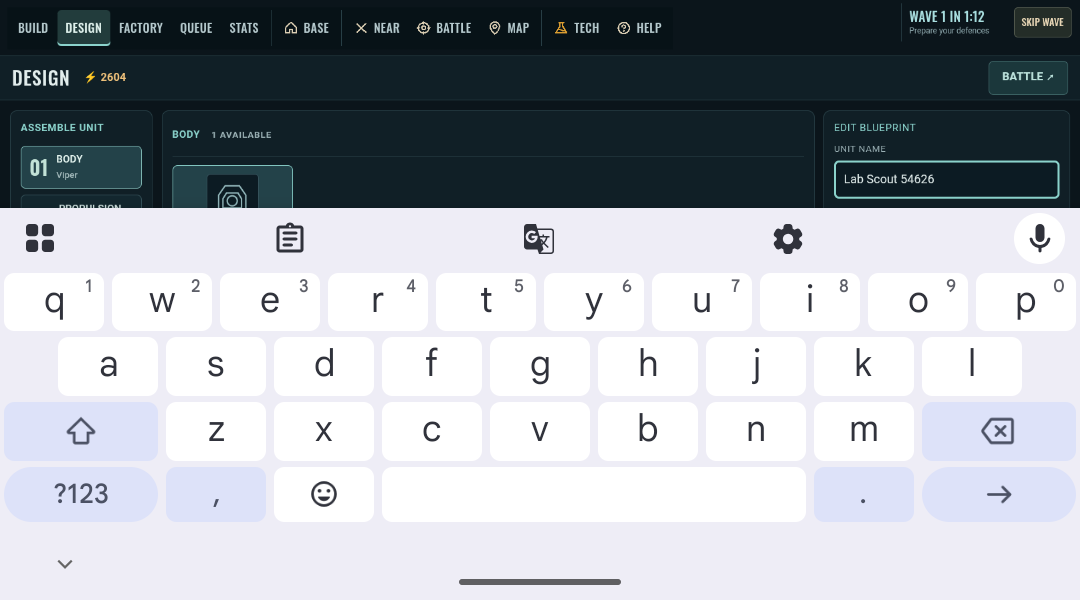 BUILD DESIGN FACTORY QUEUE STATS BASE NEAR BATTLE MAP TECH HELP
WAVE 1 IN 1:12
Prepare your defences
SKIP WAVE
DESIGN ⚡ 2604
BATTLE ↗
ASSEMBLE UNIT
01 BODY
Viper
PROPULSION
BODY 1 AVAILABLE
EDIT BLUEPRINT
UNIT NAME
Lab Scout 54626
q 1 w 2 e 3 r 4 t 5 y 6 u 7 i 8 o 9 p 0
a s d f g h j k l
z x c v b n m
?123 , .